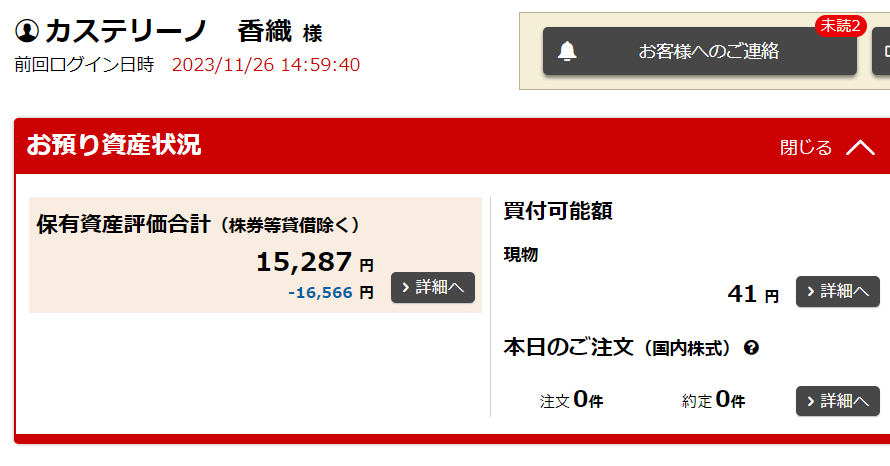 カステリーノ 香織 様
前回ログイン日時 2023/11/26 14:59:40
未読2
お客様へのご連絡
お預り資産状況
閉じる
保有資産評価合計（株券等貸借除く）
15,287 円
-16,566 円
詳細へ
買付可能額
現物
41 円
詳細へ
本日のご注文（国内株式）
注文0件 約定0件
詳細へ